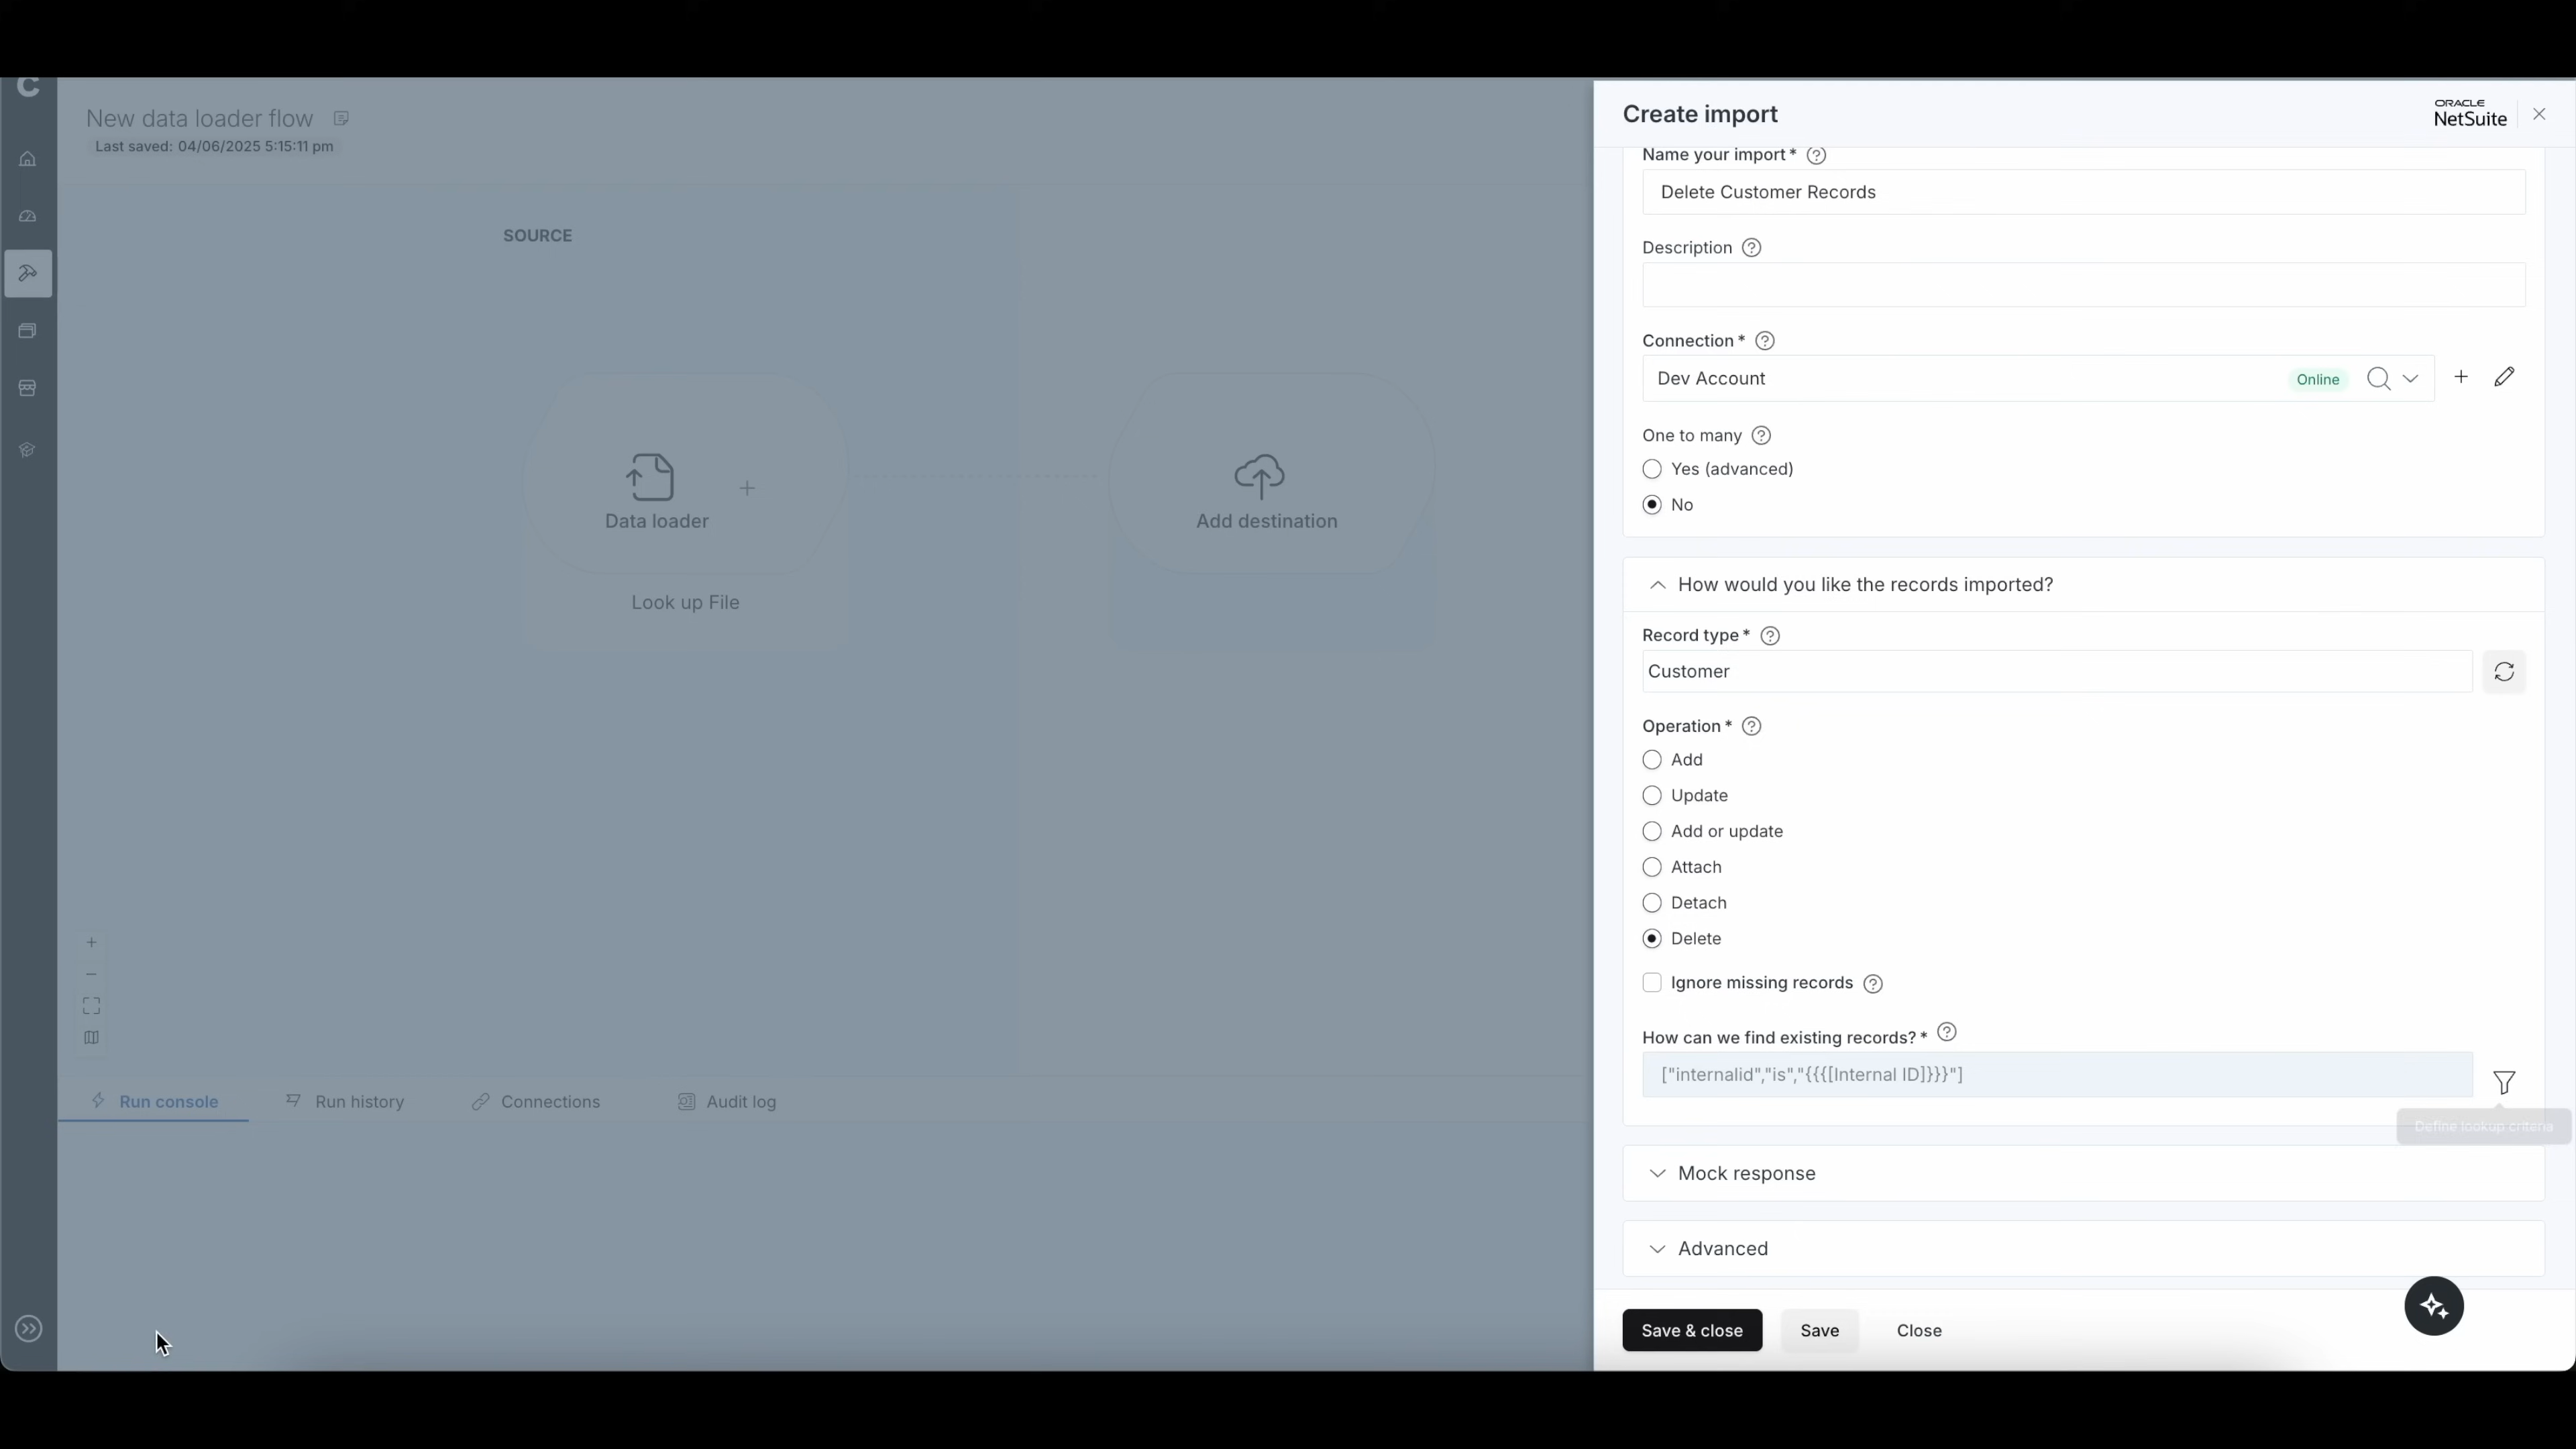 C
New data loader flow
Last saved: 04/06/2025 5:15:11 pm
SOURCE
Data loader
Look up File
Add destination
Run console
Run history
Connections
Audit log
Create import
ORACLE
NetSuite
Name your import *
Delete Customer Records
Description
Connection *
Dev Account
Online
One to many
Yes (advanced)
No
How would you like the records imported?
Record type *
Customer
Operation *
Add
Update
Add or update
Attach
Detach
Delete
Ignore missing records
How can we find existing records? *
["internalid","is","{{{[Internal ID]}}}"]
Define lookup criteria
Mock response
Advanced
Save & close
Save
Close